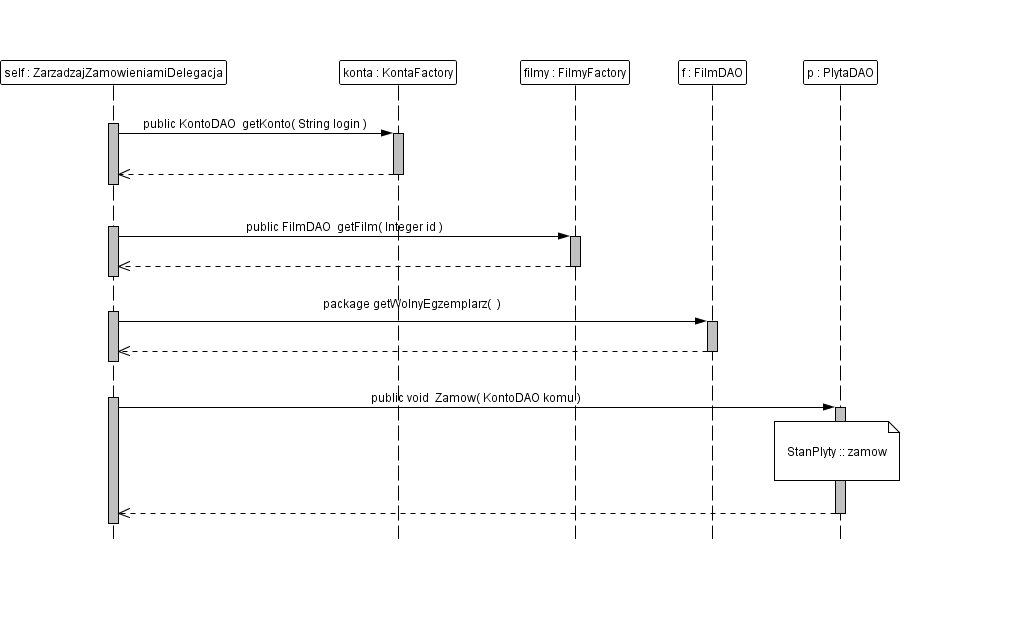 self : ZarzadzajZamowieniamiDelegacja
konta : KontaFactory
filmy : FilmyFactory
f : FilmDAO
p : PlytaDAO
public KontoDAO  getKonto( String login )
public FilmDAO  getFilm( Integer id )
package getWolnyEgzemplarz(  )
public void  Zamow( KontoDAO komu )
StanPlyty :: zamow